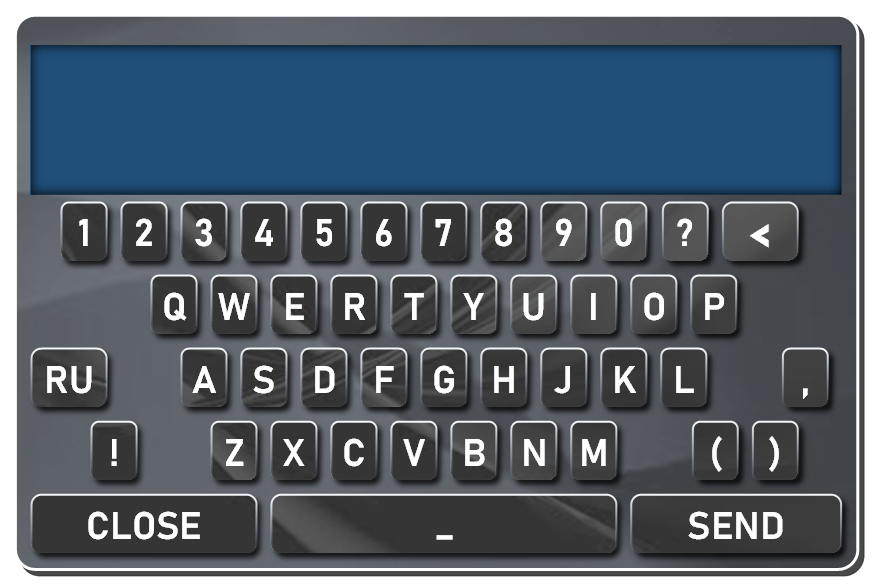 1 2 3 4 5 6 7 8 9 0 ? <
Q W E R T Y U I O P
RU A S D F G H J K L ,
! Z X C V B N M ( )
CLOSE _ SEND